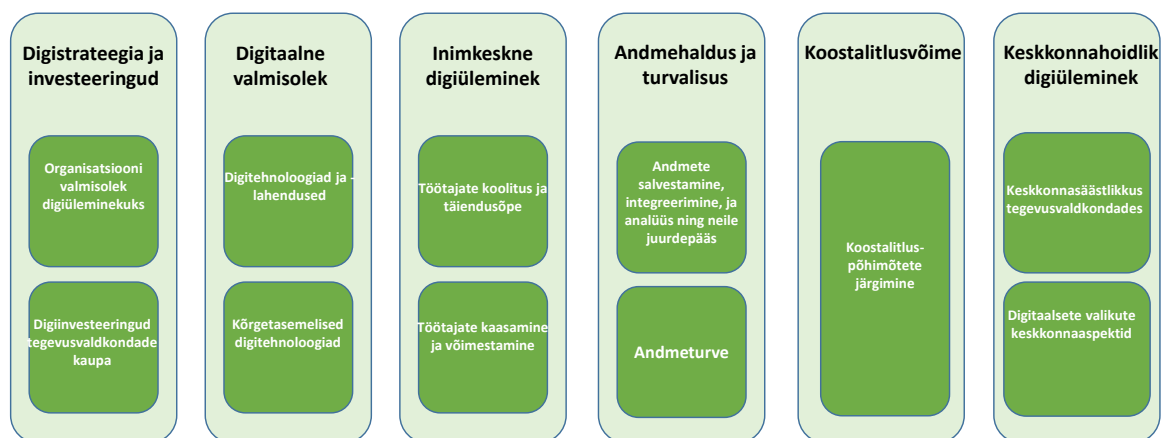 Digistrateegia ja
investeeringud
Organisatsiooni
valmisolek
digiüleminekuks
Digiinvesteeringud
tegevusvaldkondade
kaupa
Digitaalne
valmisolek
Digitehnoloogiad ja -
lahendused
Kõrgetasemelised
digitehnoloogiad
Inimkeskne
digiüleminek
Töötajate koolitus ja
täiendusõpe
Töötajate kaasamine
ja võimestamine
Andmehaldus ja
turvalisus
Andmete
salvestamine,
integreerimine, ja
analüüs ning neile
juurdepääs
Andmeturve
Koostalitlusvõime
Koostalitlus-
põhimõtete
järgimine
Keskkonnahoidlik
digiüleminek
Keskkonnasäästlikkus
tegevusvaldkondades
Digitaalsete valikute
keskkonnaaspektid